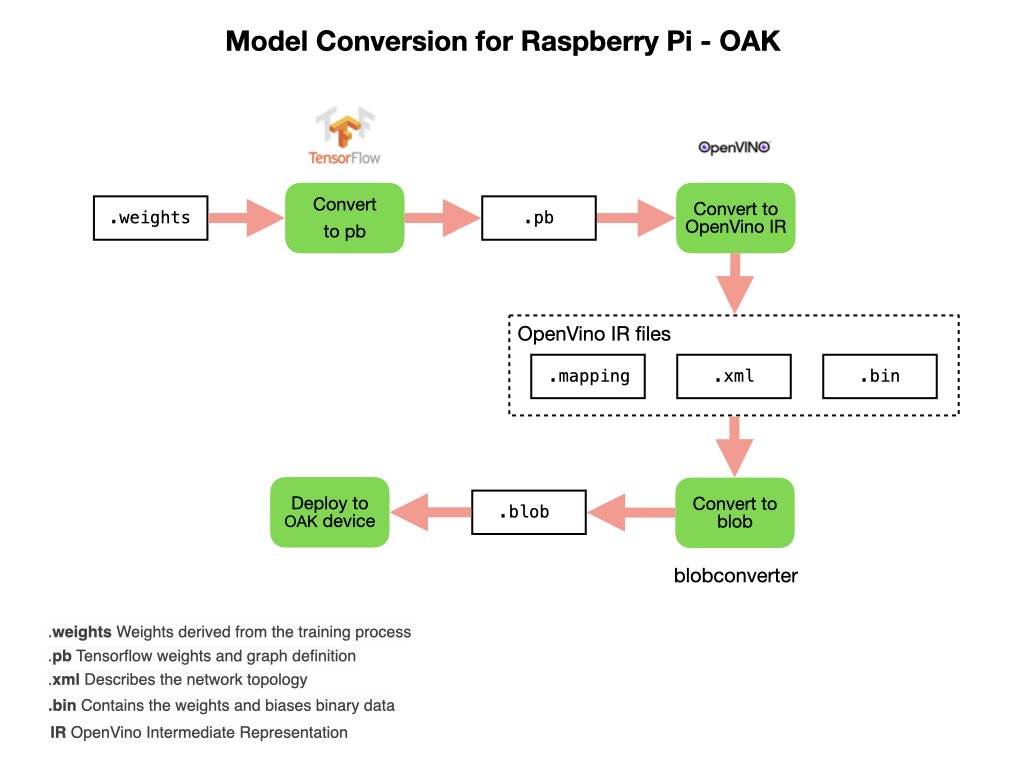 Model Conversion for Raspberry Pi - OAK
TensorFlow
OpenVINO
.weights
Convert
to pb
.pb
Convert to
OpenVino IR
OpenVino IR files
.mapping
.xml
.bin
Deploy to
OAK device
.blob
Convert to
blob
blobconverter
.weights Weights derived from the training process
.pb Tensorflow weights and graph definition
.xml Describes the network topology
.bin Contains the weights and biases binary data
IR OpenVino Intermediate Representation